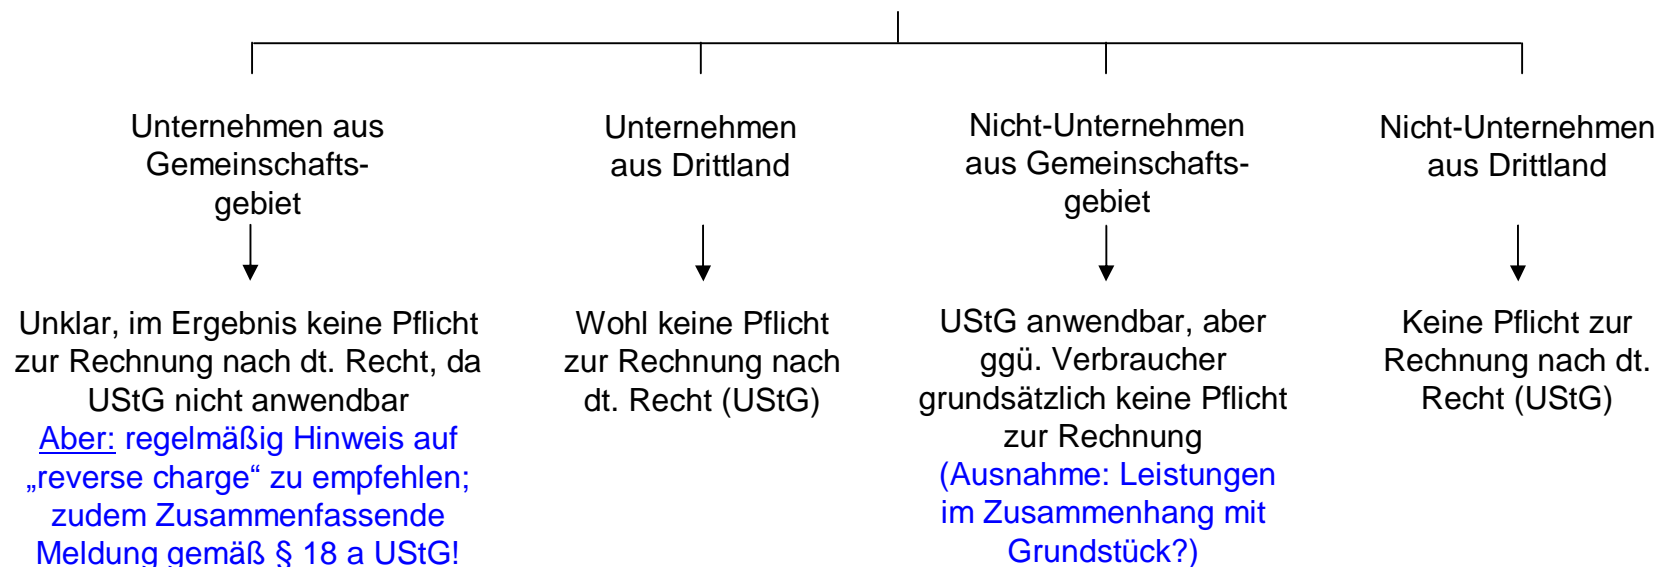 Unternehmen aus
Gemeinschafts-
gebiet
Unternehmen
aus Drittland
Nicht-Unternehmen
aus Gemeinschafts-
gebiet
Nicht-Unternehmen
aus Drittland
Unklar, im Ergebnis keine Pflicht
zur Rechnung nach dt. Recht, da
UStG nicht anwendbar
Aber: regelmäßig Hinweis auf
„reverse charge“ zu empfehlen;
zudem Zusammenfassende
Meldung gemäß § 18 a UStG!
Wohl keine Pflicht
zur Rechnung nach
dt. Recht (UStG)
UStG anwendbar, aber
ggü. Verbraucher
grundsätzlich keine Pflicht
zur Rechnung
(Ausnahme: Leistungen
im Zusammenhang mit
Grundstück?)
Keine Pflicht zur
Rechnung nach dt.
Recht (UStG)